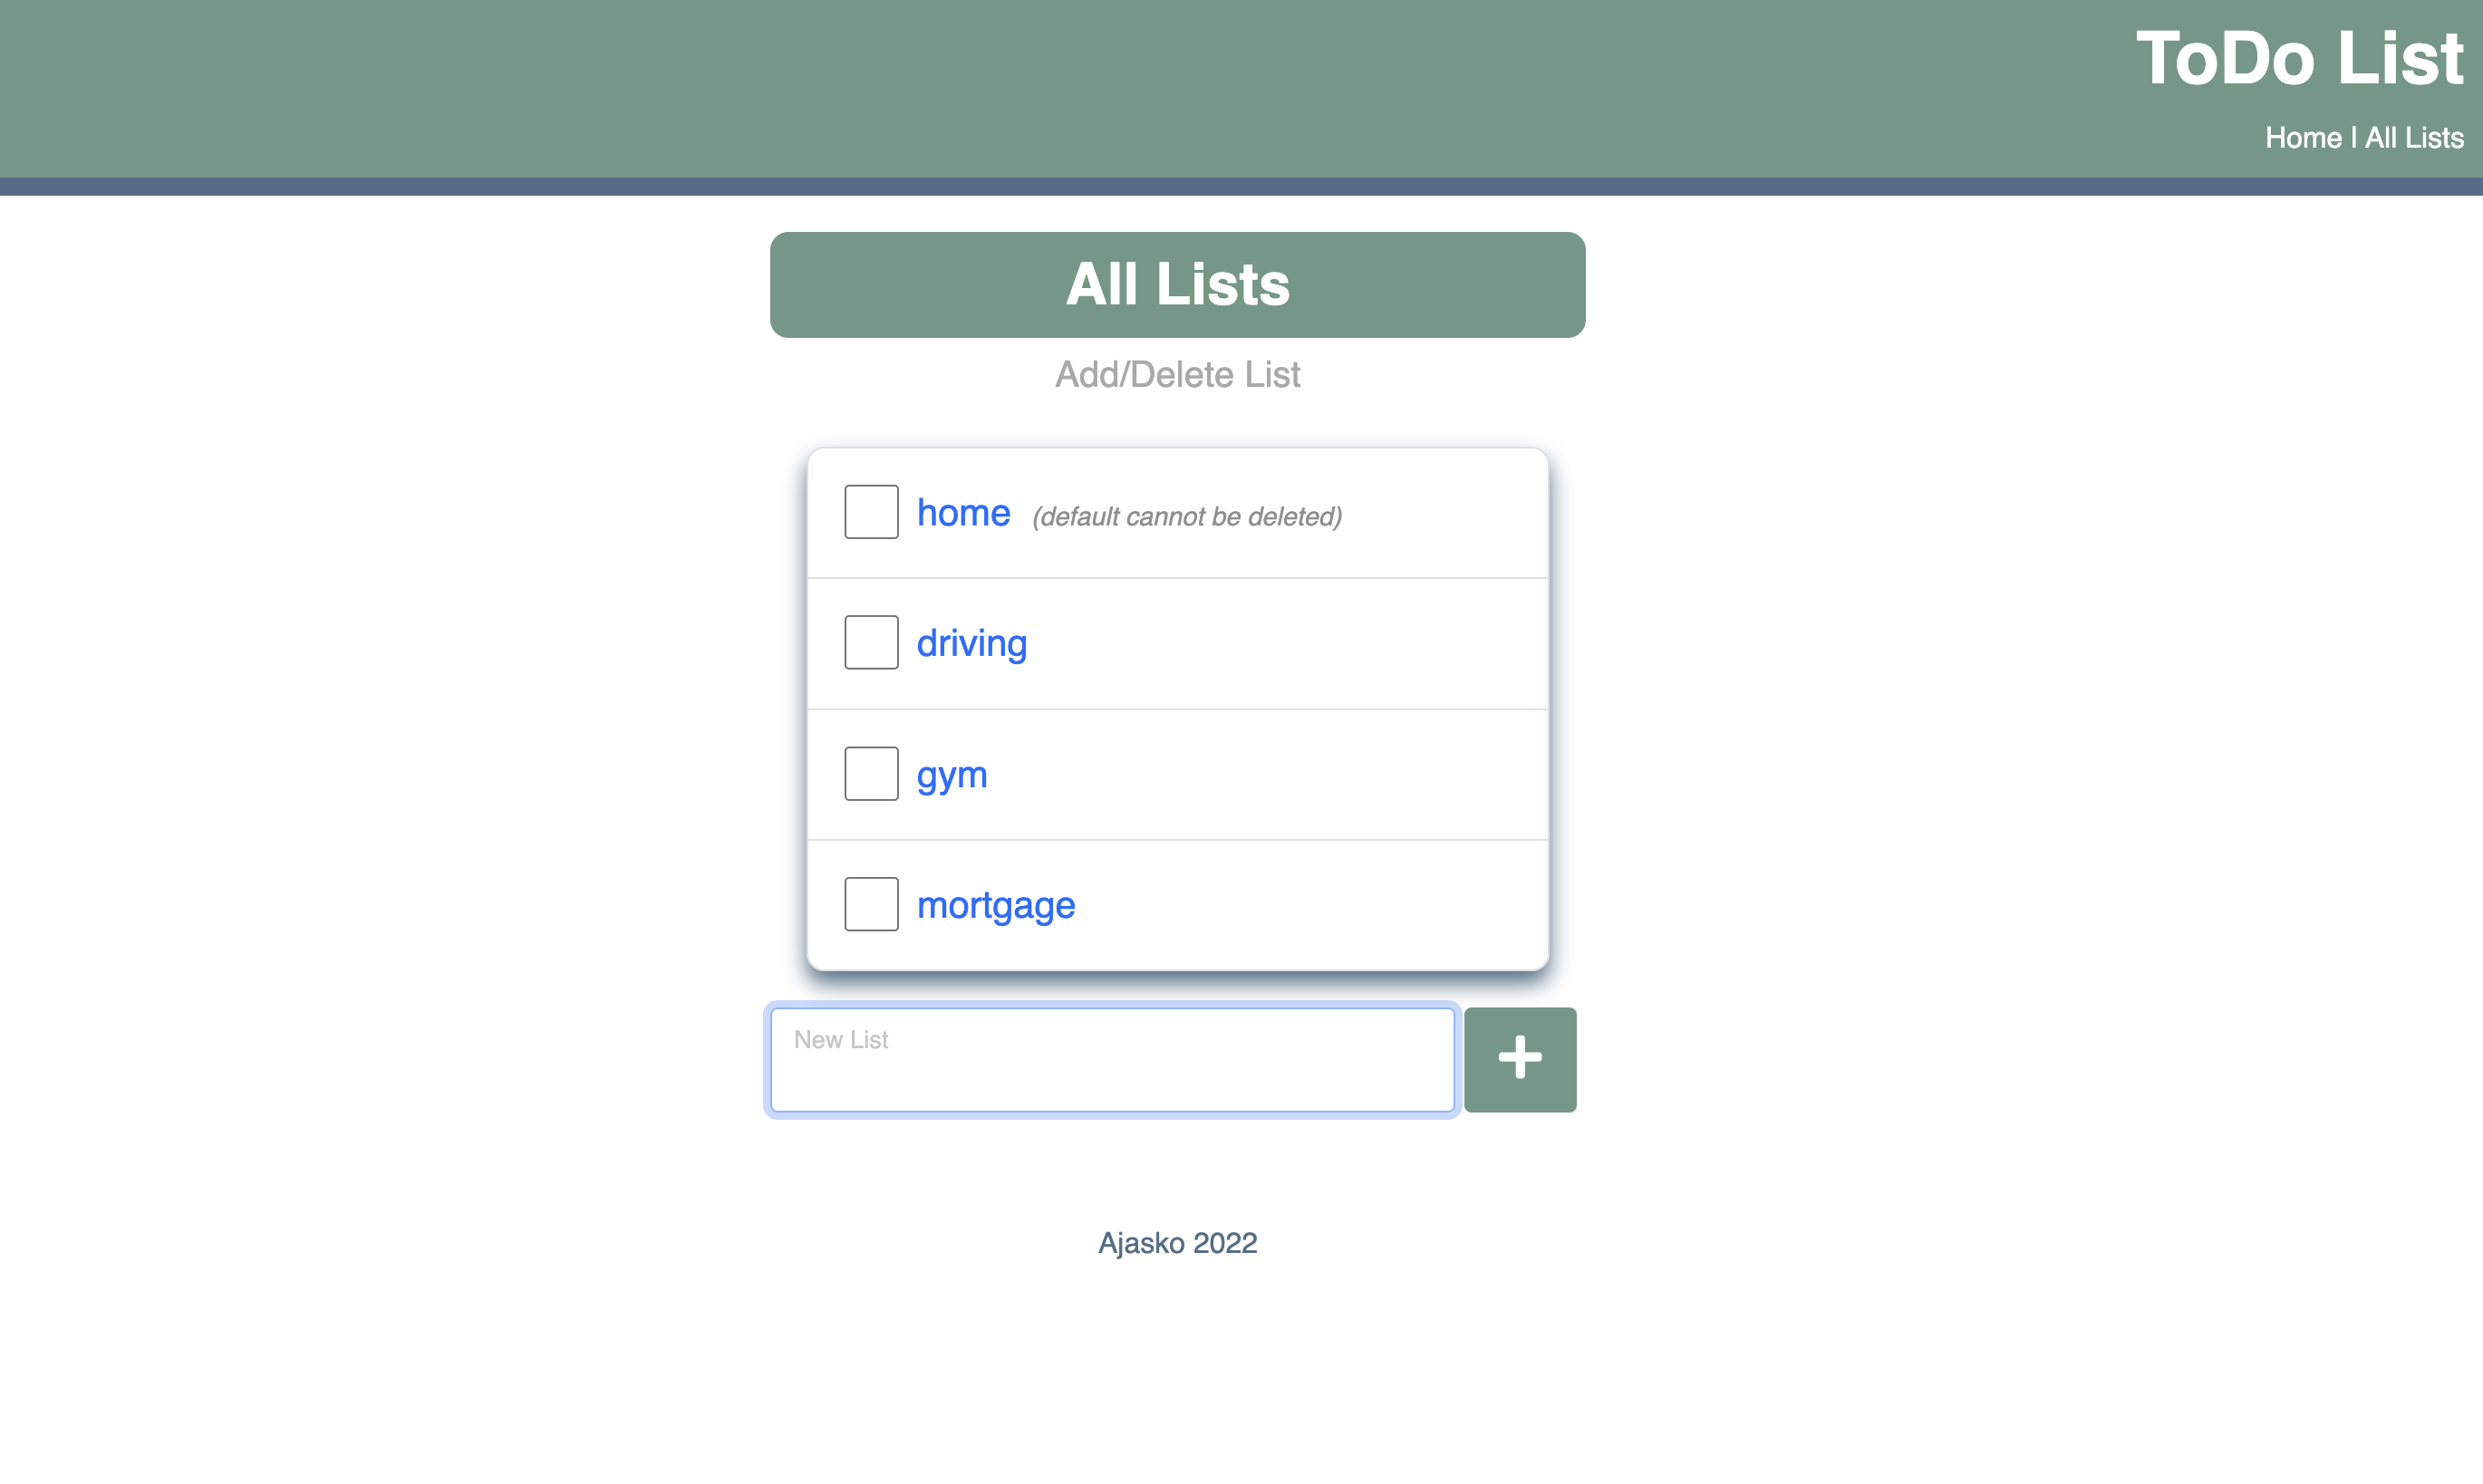 ToDo List
Home | All Lists
All Lists
Add/Delete List
home (default cannot be deleted)
driving
gym
mortgage
New List
Ajasko 2022